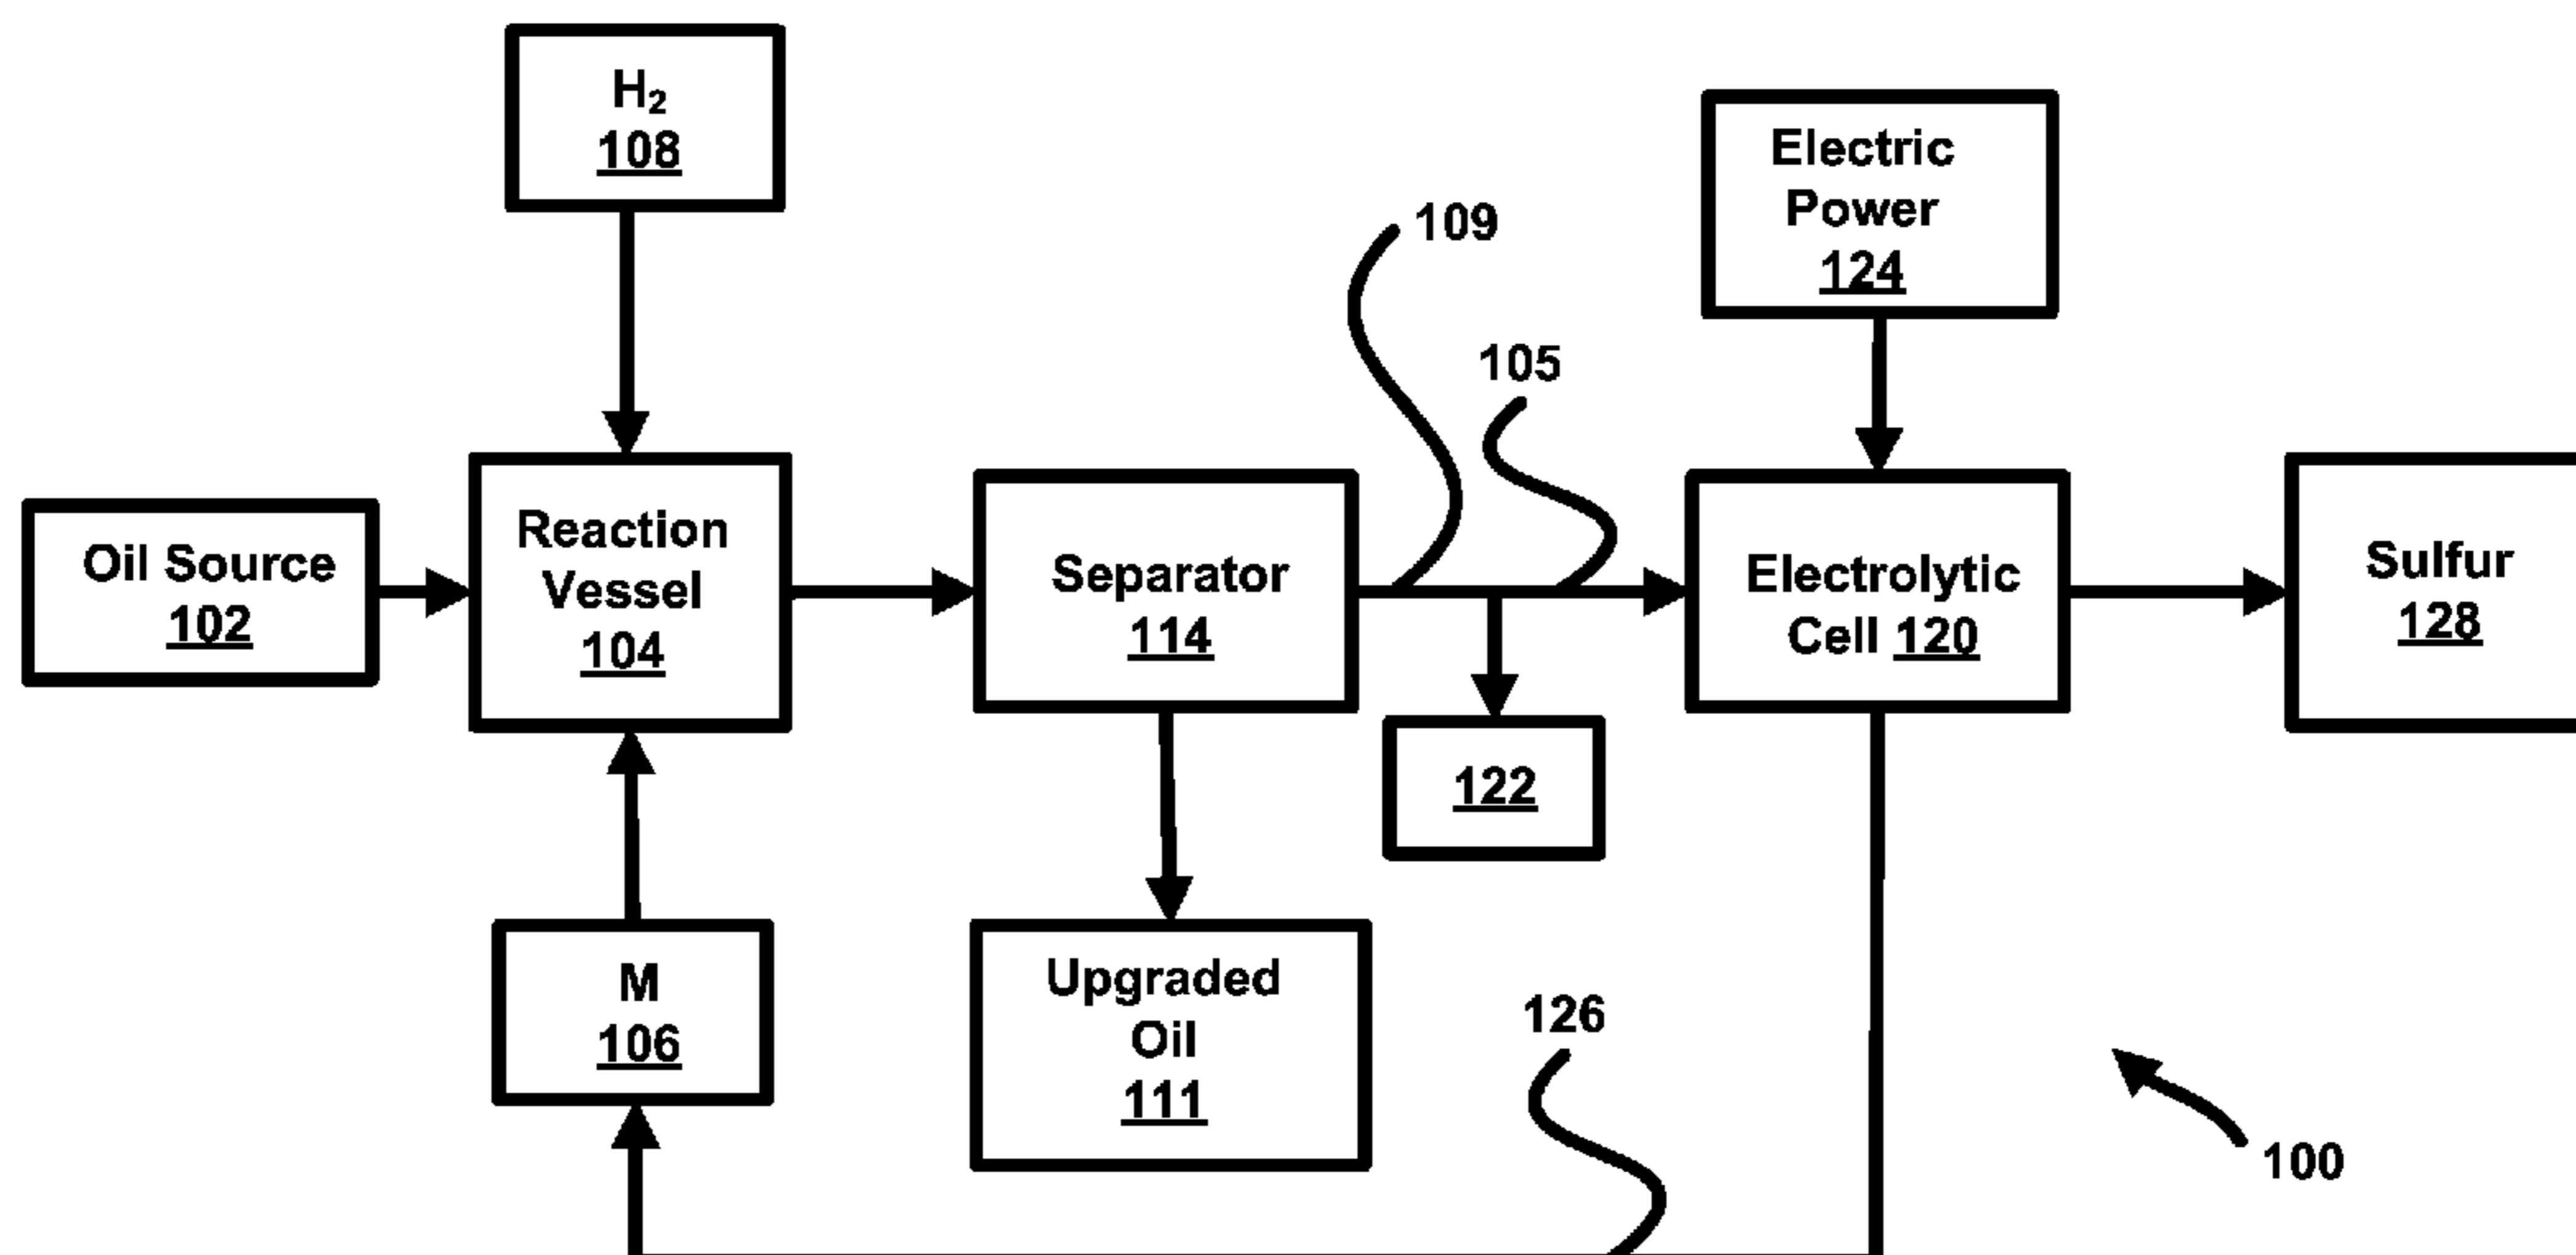 H₂
108
Electric
Power
124
109
105
Oil Source
102
Reaction
Vessel
104
Separator
114
Electrolytic
Cell 120
Sulfur
128
122
M
106
Upgraded
Oil
111
126
100